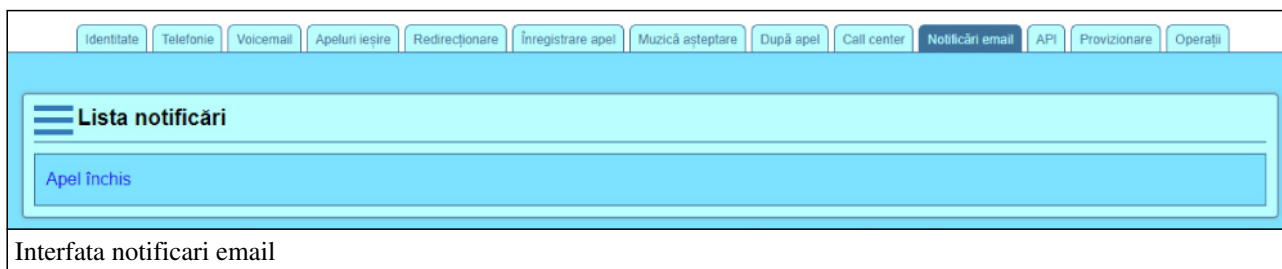 Identitate Telefonie Voicemail Apeluri ieșire Redirecționare Înregistrare apel Muzică așteptare După apel Call center Notificări email API Provizionare Operații
Lista notificări
Apel închis
Interfata notificari email